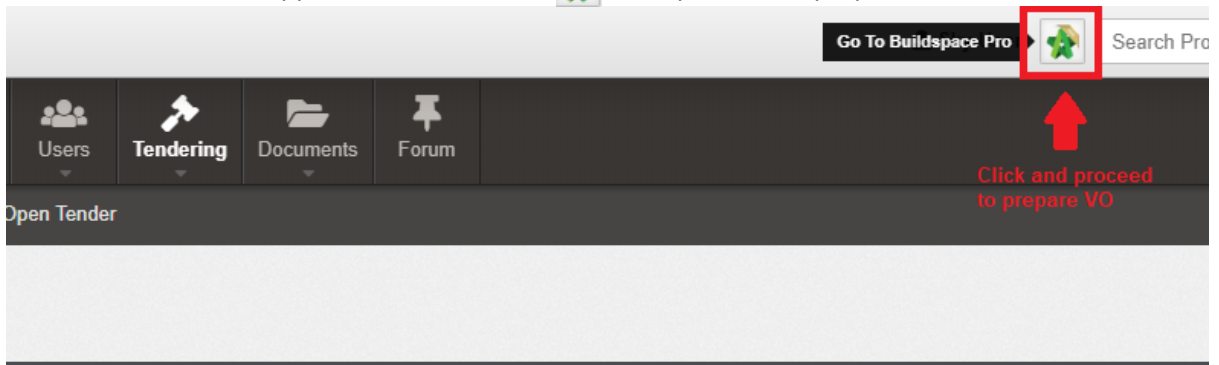 Go To Buildspace Pro
Search Pro
Users
Tendering
Documents
Forum
Click and proceed
to prepare VO
Open Tender